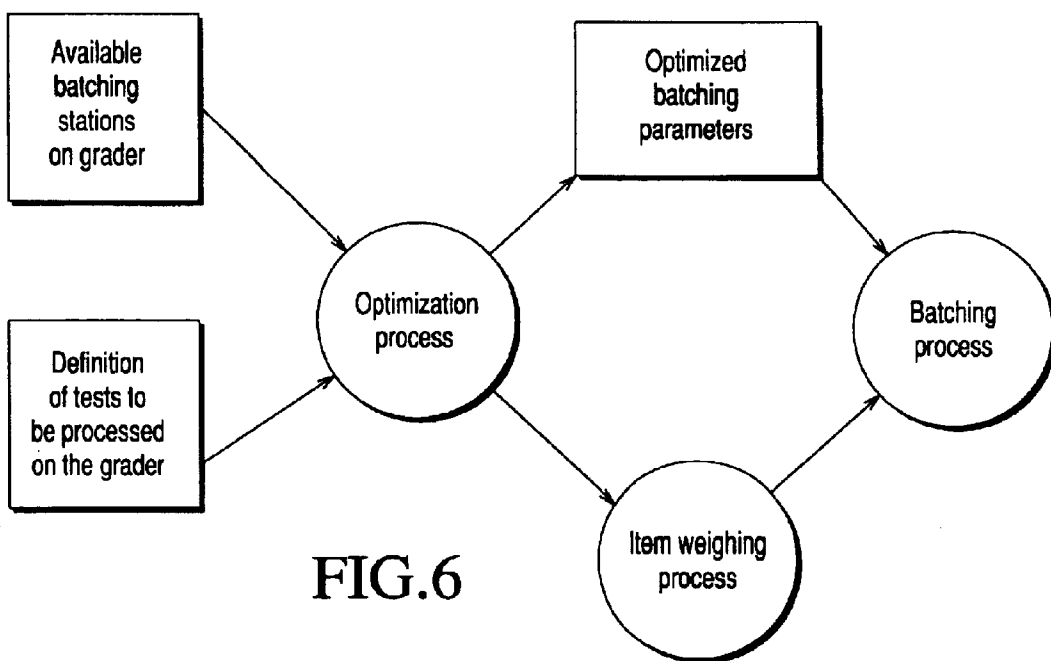 Available
batching
stations
on grader
Optimized
batching
parameters
Optimization
process
Batching
process
Definition
of tests to
be processed
on the grader
Item weighing
process
FIG.6